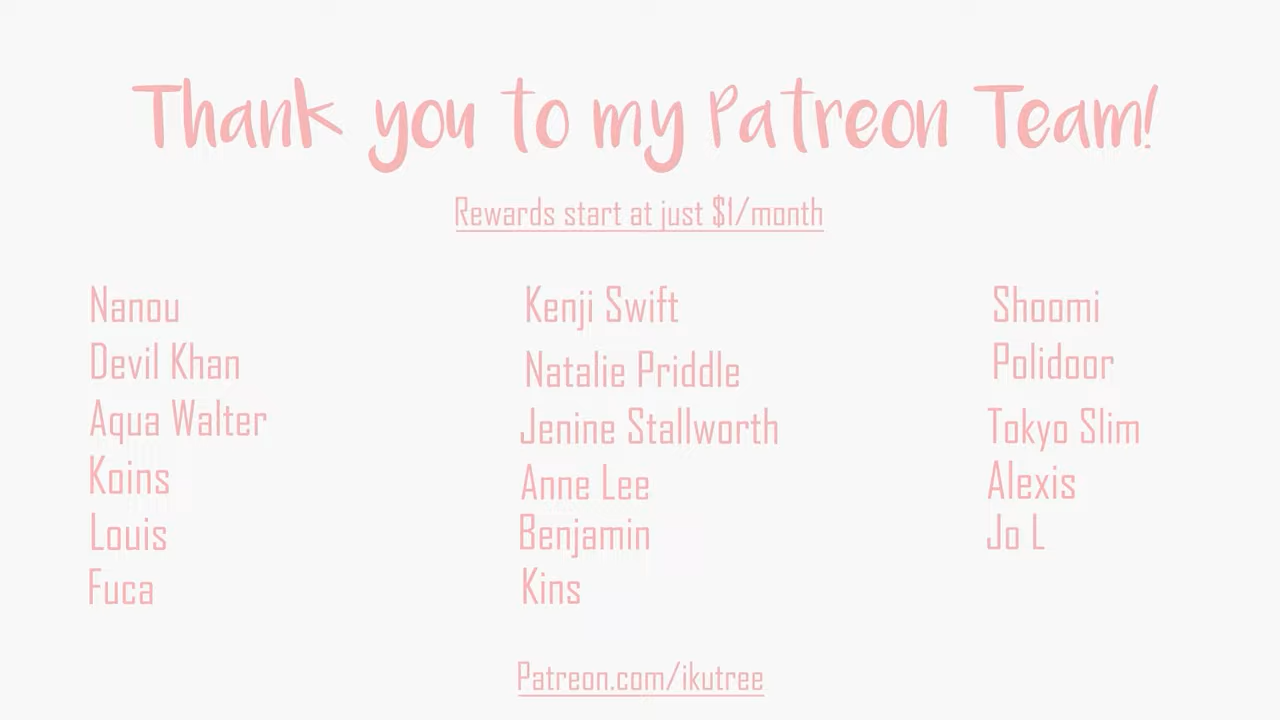 Thank you to my Patreon Team!
Rewards start at just $1/month
Nanou
Devil Khan
Aqua Walter
Koins
Louis
Fuca
Kenji Swift
Natalie Priddle
Jenine Stallworth
Anne Lee
Benjamin
Kins
Shoomi
Polidoor
Tokyo Slim
Alexis
Jo L
Patreon.com/ikutree